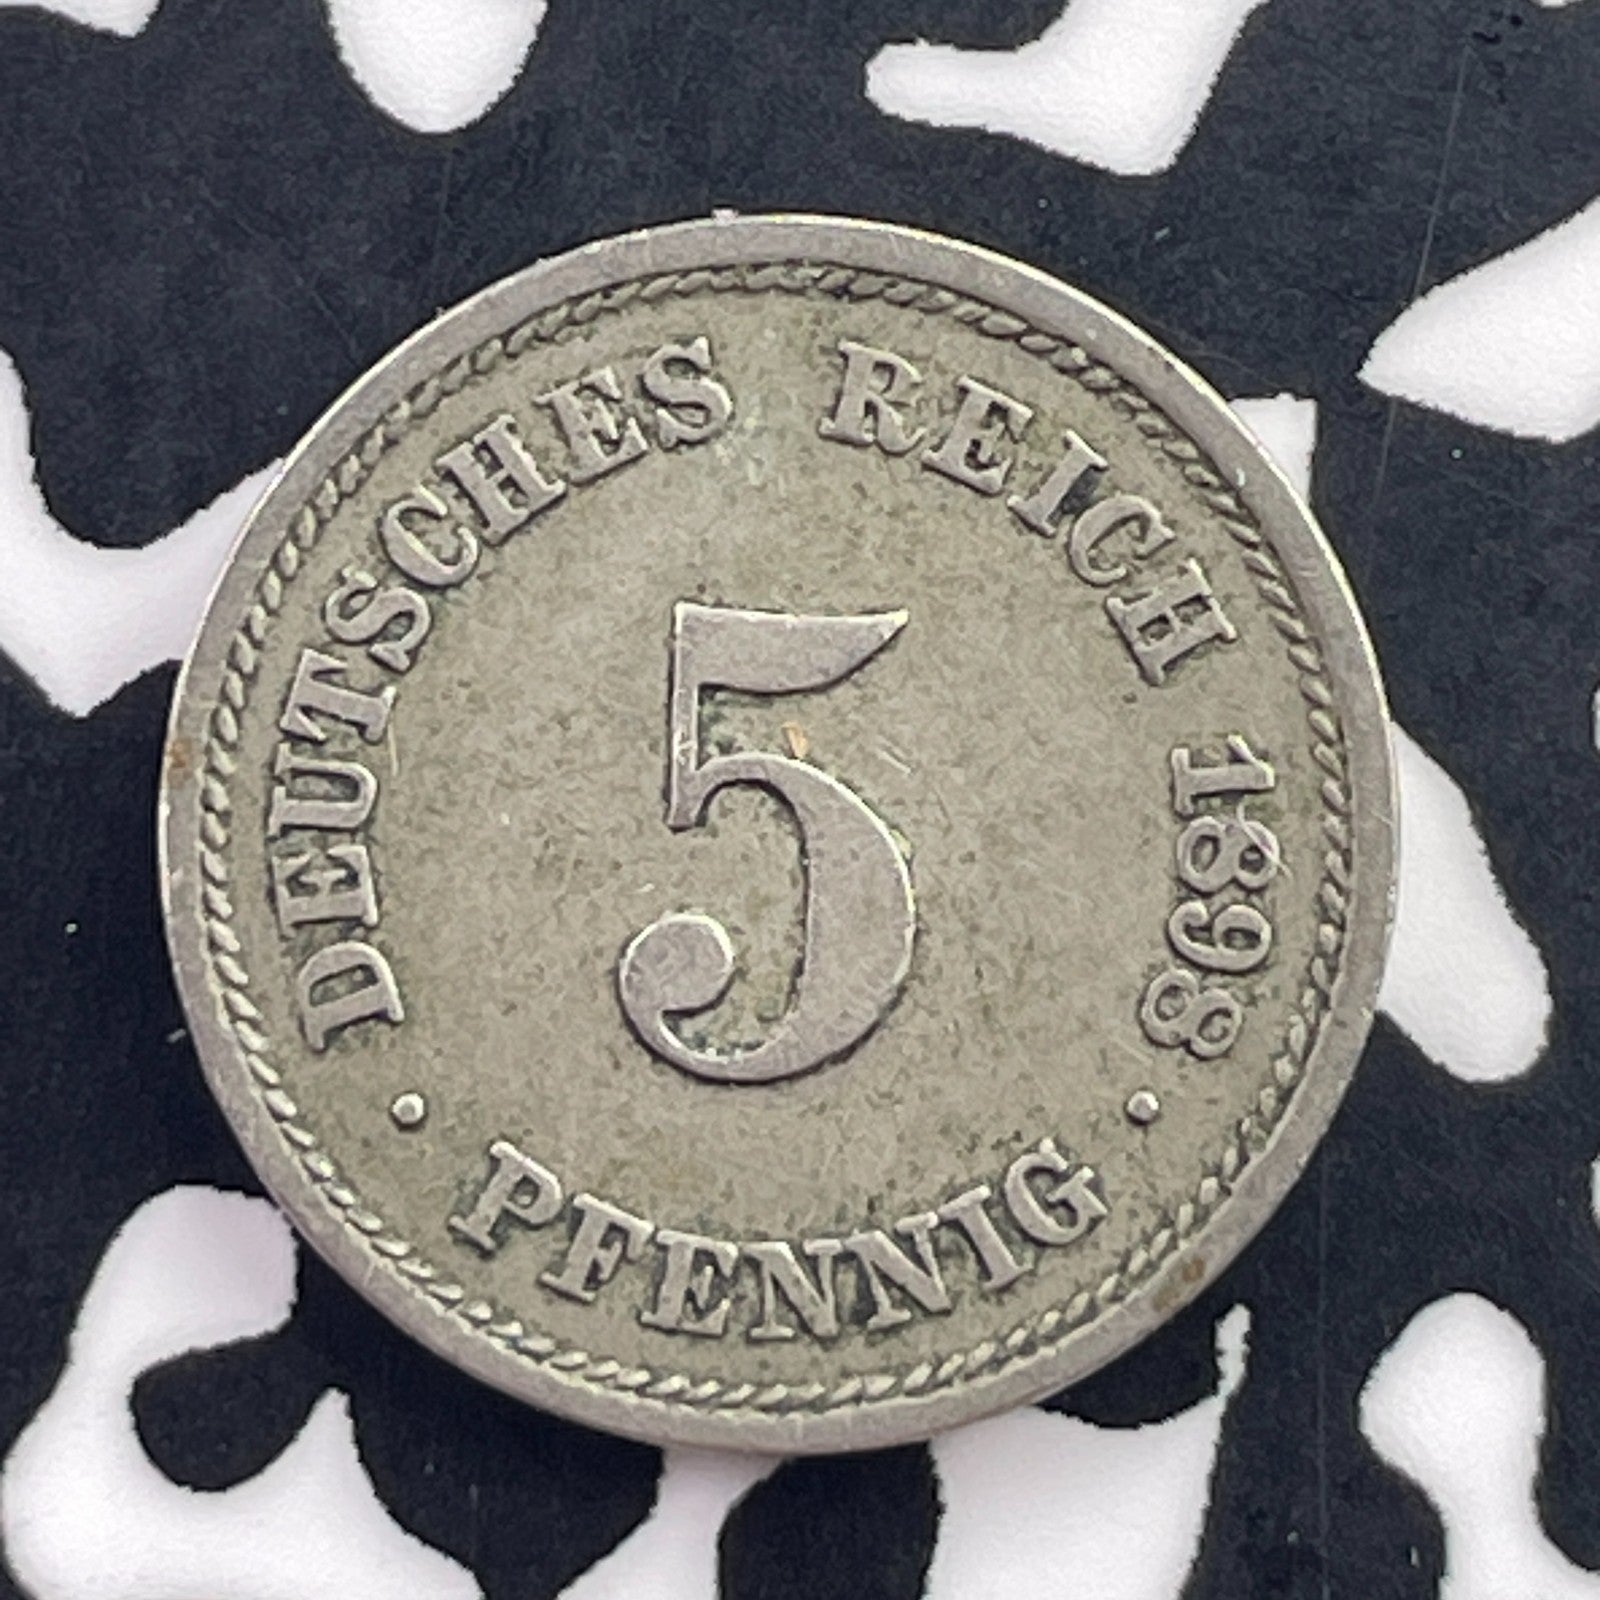 DEUTSCHES REICH 1898
5
· PFENNIG ·